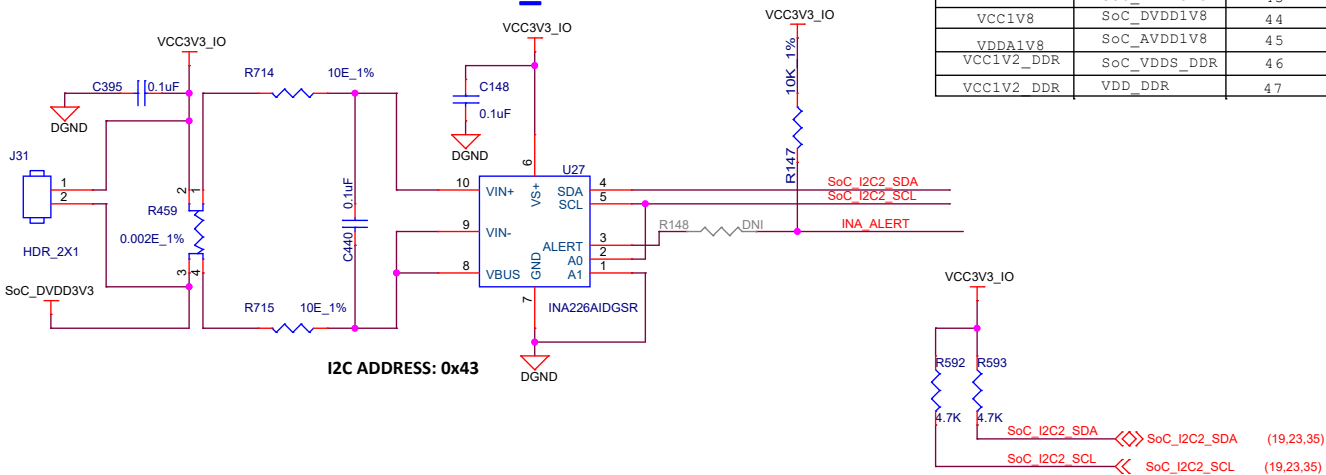 VCC1V8 SoC_DVDD1V8 44
VDDA1V8 SoC_AVDD1V8 45
VCC1V2_DDR SoC_VDDS_DDR 46
VCC1V2_DDR VDD_DDR 47
VCC3V3_IO
VCC3V3_IO
VCC3V3_IO
C395
0.1uF
DGND
R714
10E_1%
C148
0.1uF
DGND
10K_1%
R147
J31
1
2
HDR_2X1
2
1
R459
0.002E_1%
3
4
SoC_DVDD3V3
0.1uF
C440
R715
10E_1%
U27
6
VS+
10
VIN+
9
VIN-
8
VBUS
SDA
4
SCL
5
ALERT
3
A0
2
A1
1
GND
7
INA226AIDGSR
DGND
SoC_I2C2_SDA
SoC_I2C2_SCL
R148
DNI
INA_ALERT
I2C ADDRESS: 0x43
VCC3V3_IO
R592
R593
4.7K
4.7K
SoC_I2C2_SDA
SoC_I2C2_SDA (19,23,35)
SoC_I2C2_SCL
SoC_I2C2_SCL (19,23,35)